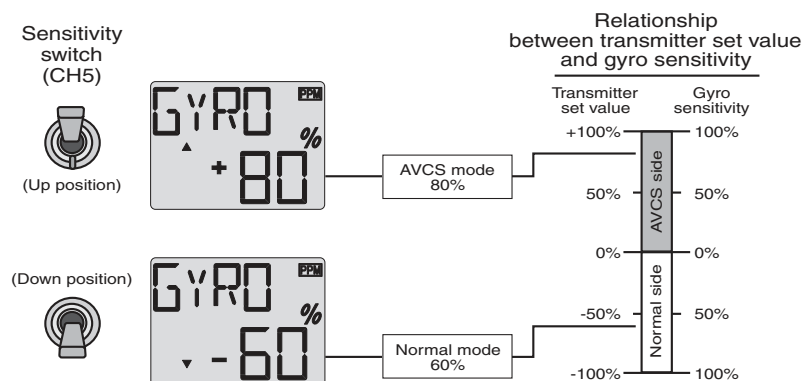 Sensitivity
switch
(CH5)
(Up position)
GYRO
PPM
%
+80
AVCS mode
80%
(Down position)
GYRO
PPM
%
-60
Normal mode
60%
Relationship
between transmitter set value
and gyro sensitivity
Transmitter
set value
Gyro
sensitivity
+100%
100%
50%
50%
0%
0%
-50%
50%
-100%
100%
AVCS side
Normal side